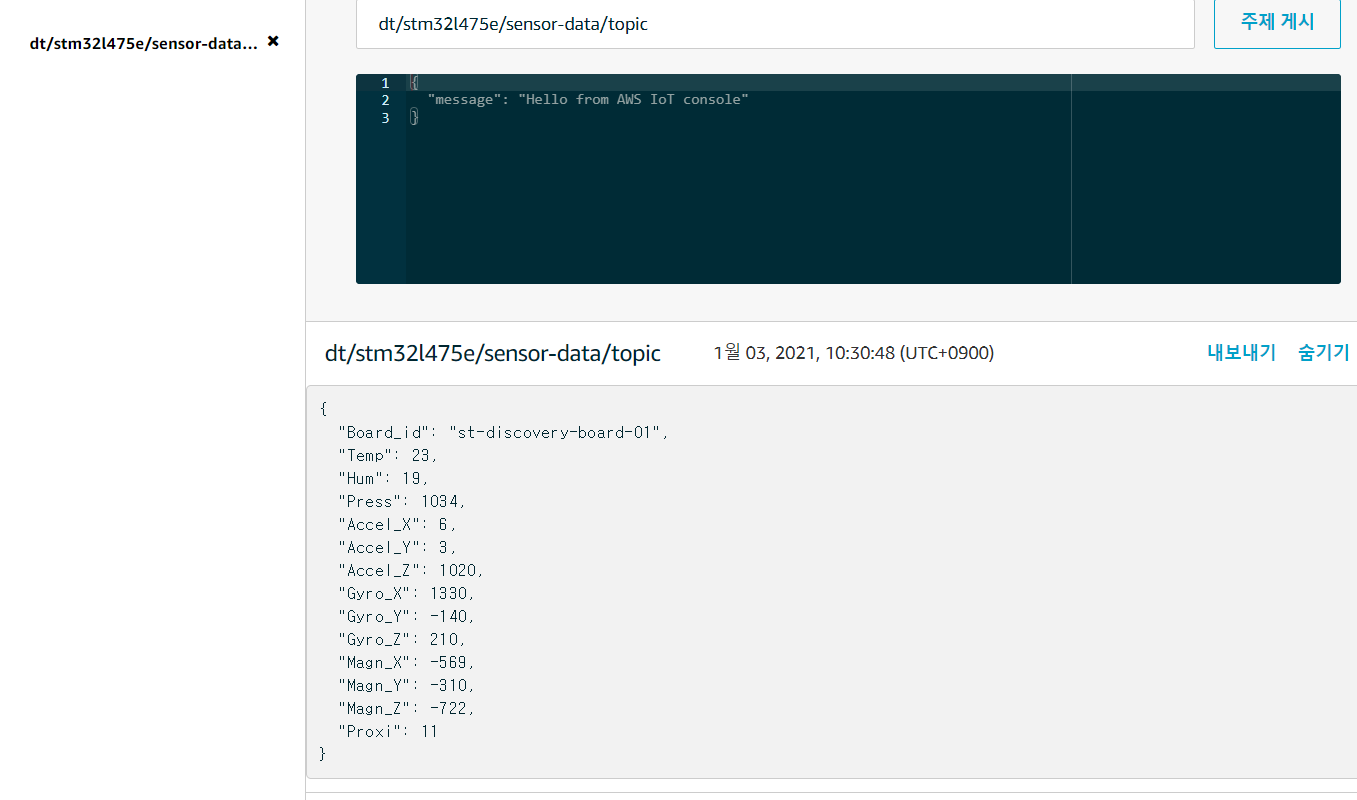 dt/stm32l475e/sensor-data...
dt/stm32l475e/sensor-data/topic
주제 게시
1 {
2 "message": "Hello from AWS IoT console"
3 }
dt/stm32l475e/sensor-data/topic
1월 03, 2021, 10:30:48 (UTC+0900)
내보내기
숨기기
{
"Board_id": "st-discovery-board-01",
"Temp": 23,
"Hum": 19,
"Press": 1034,
"Accel_X": 6,
"Accel_Y": 3,
"Accel_Z": 1020,
"Gyro_X": 1330,
"Gyro_Y": -140,
"Gyro_Z": 210,
"Magn_X": -569,
"Magn_Y": -310,
"Magn_Z": -722,
"Proxi": 11
}